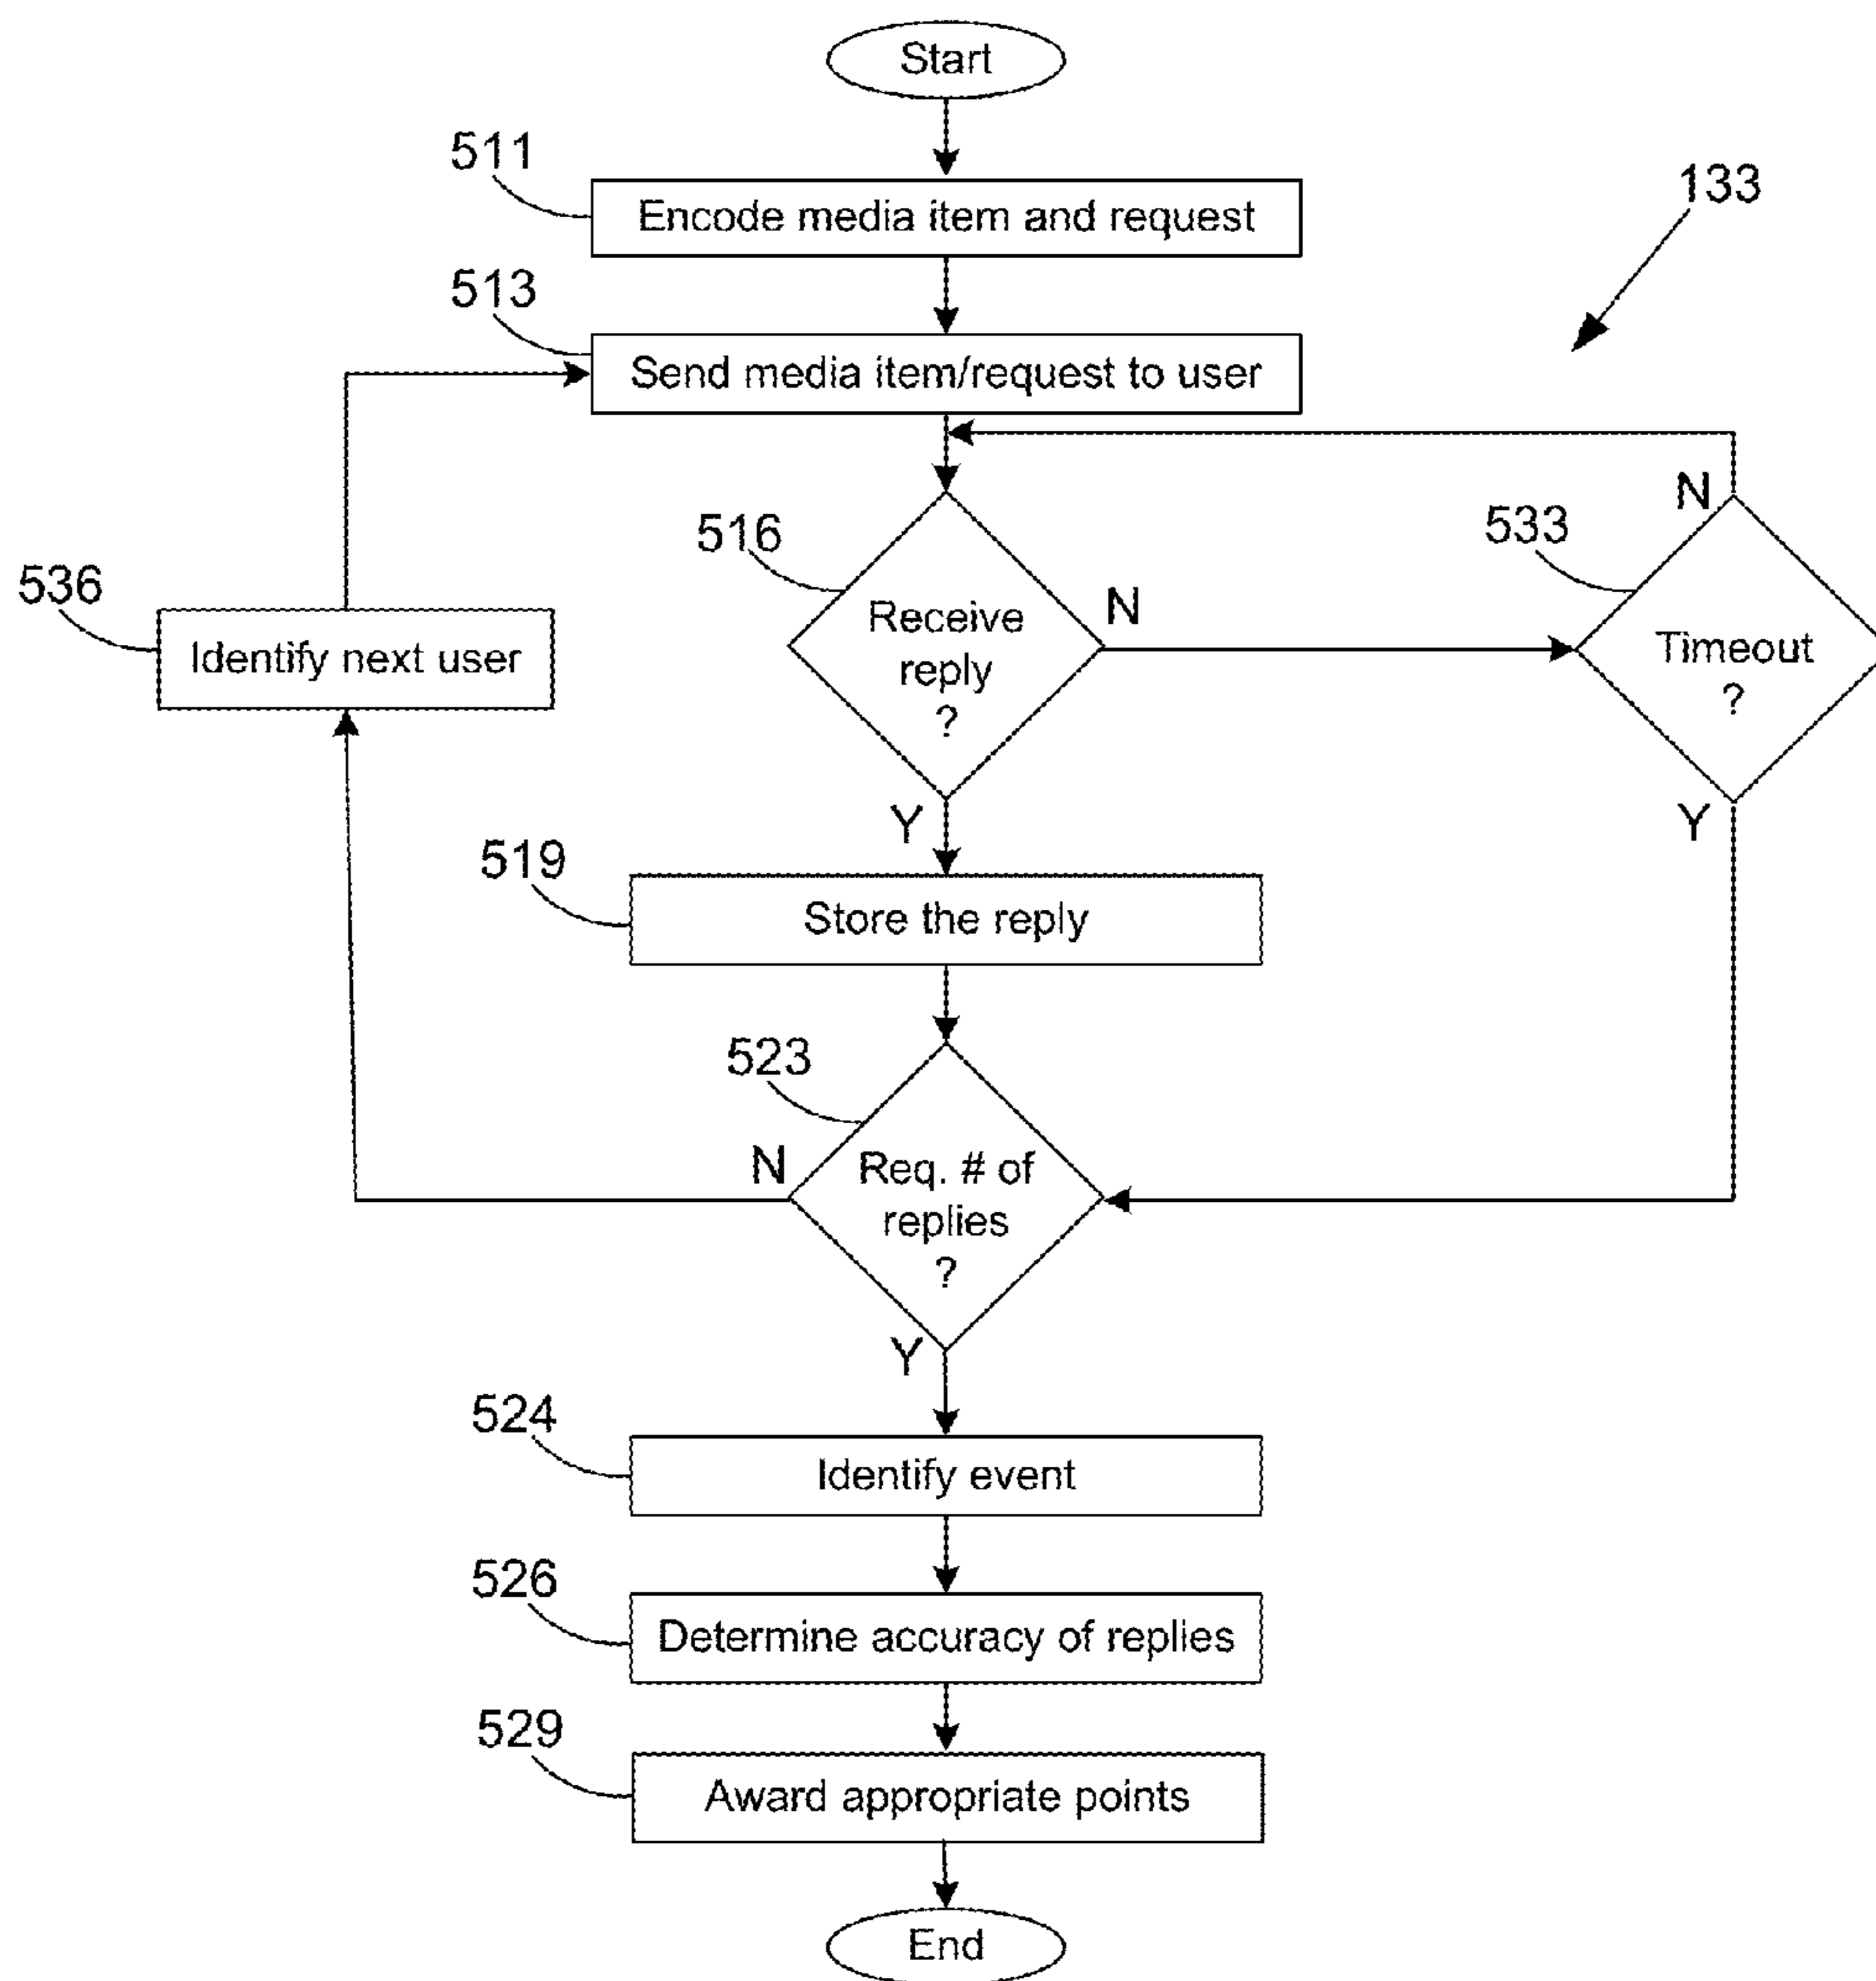 Start
511
Encode media item and request
133
513
Send media item/request to user
N
516
533
Receive
reply
?
N
Timeout
?
536
Identify next user
Y
Y
519
Store the reply
523
N
Req. # of
replies
?
Y
524
Identify event
526
Determine accuracy of replies
529
Award appropriate points
End